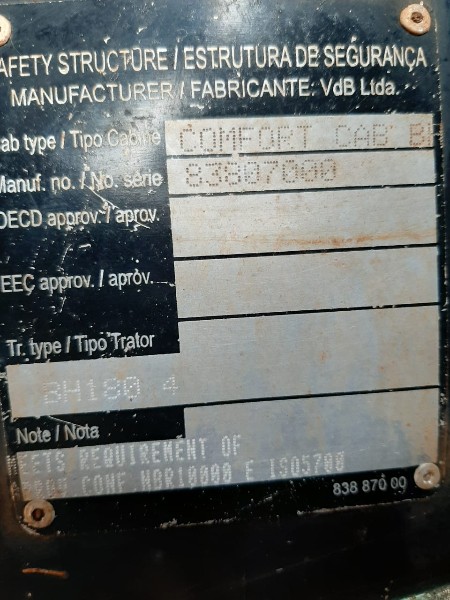 AFETY STRUCTURE / ESTRUTURA DE SEGURANÇA
MANUFACTURER / FABRICANTE: VdB Ltda.
ab type / Tipo Cabine COMFORT CAB BH
Manuf. no. / No. série 83807000
OECD approv. / aprov.
EEC approv. / aprov.
Tr. type / Tipo Trator
BH180 4
Note / Nota
MEETS REQUIREMENT OF
CONF NBR10000 E ISO5700
838 870 00